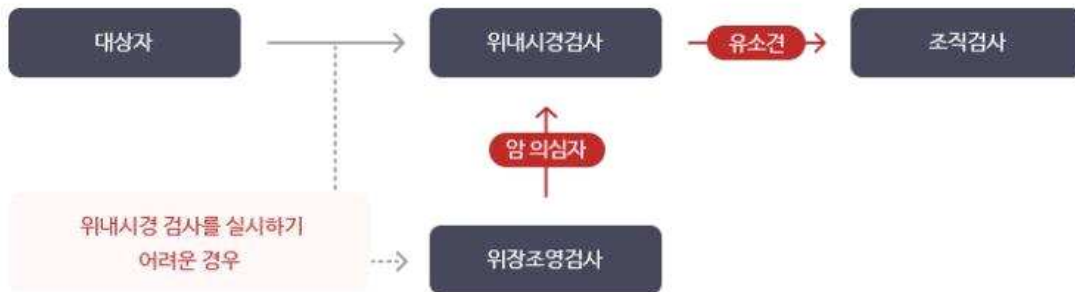 대상자
위내시경검사
유소견
조직검사
암 의심자
위내시경 검사를 실시하기
어려운 경우
위장조영검사